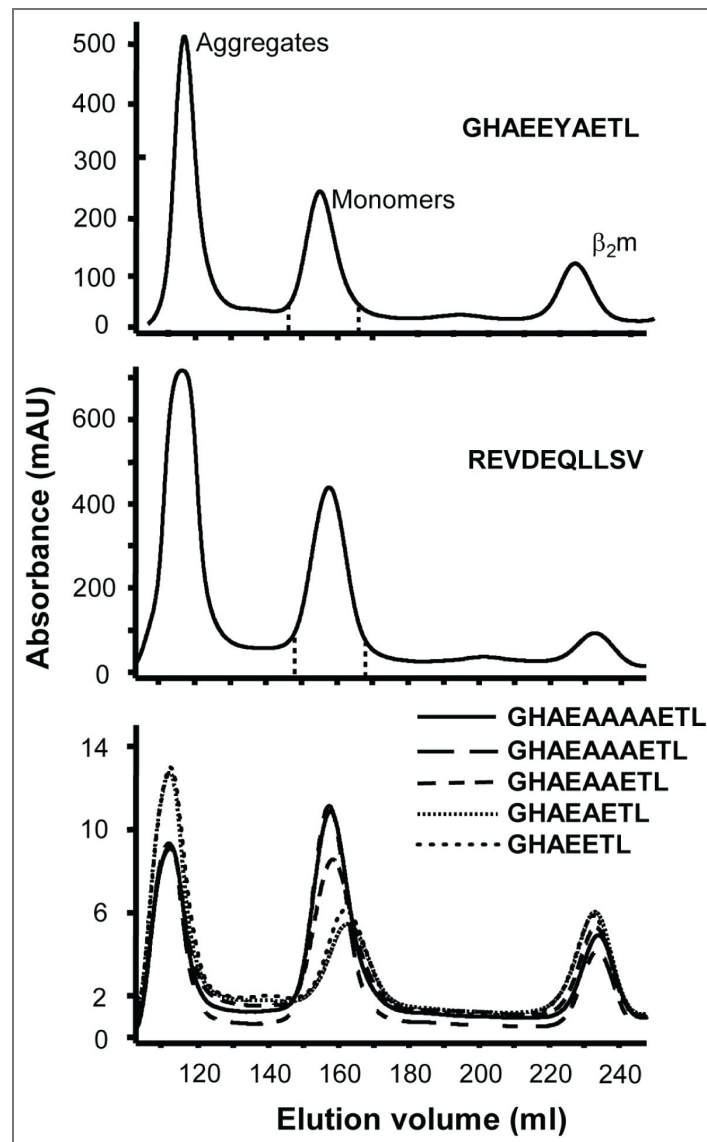 500
Aggregates
400
GHAEEYAETL
300
Monomers
200
β2m
100
0
Absorbance (mAU)
600
REVDEQLLSV
400
200
0
GHAEAAAAETL
14
GHAEAAAETL
GHAEAAETL
10
GHAEAETL
GHAEETL
6
2
0
120 140 160 180 200 220 240
Elution volume (ml)